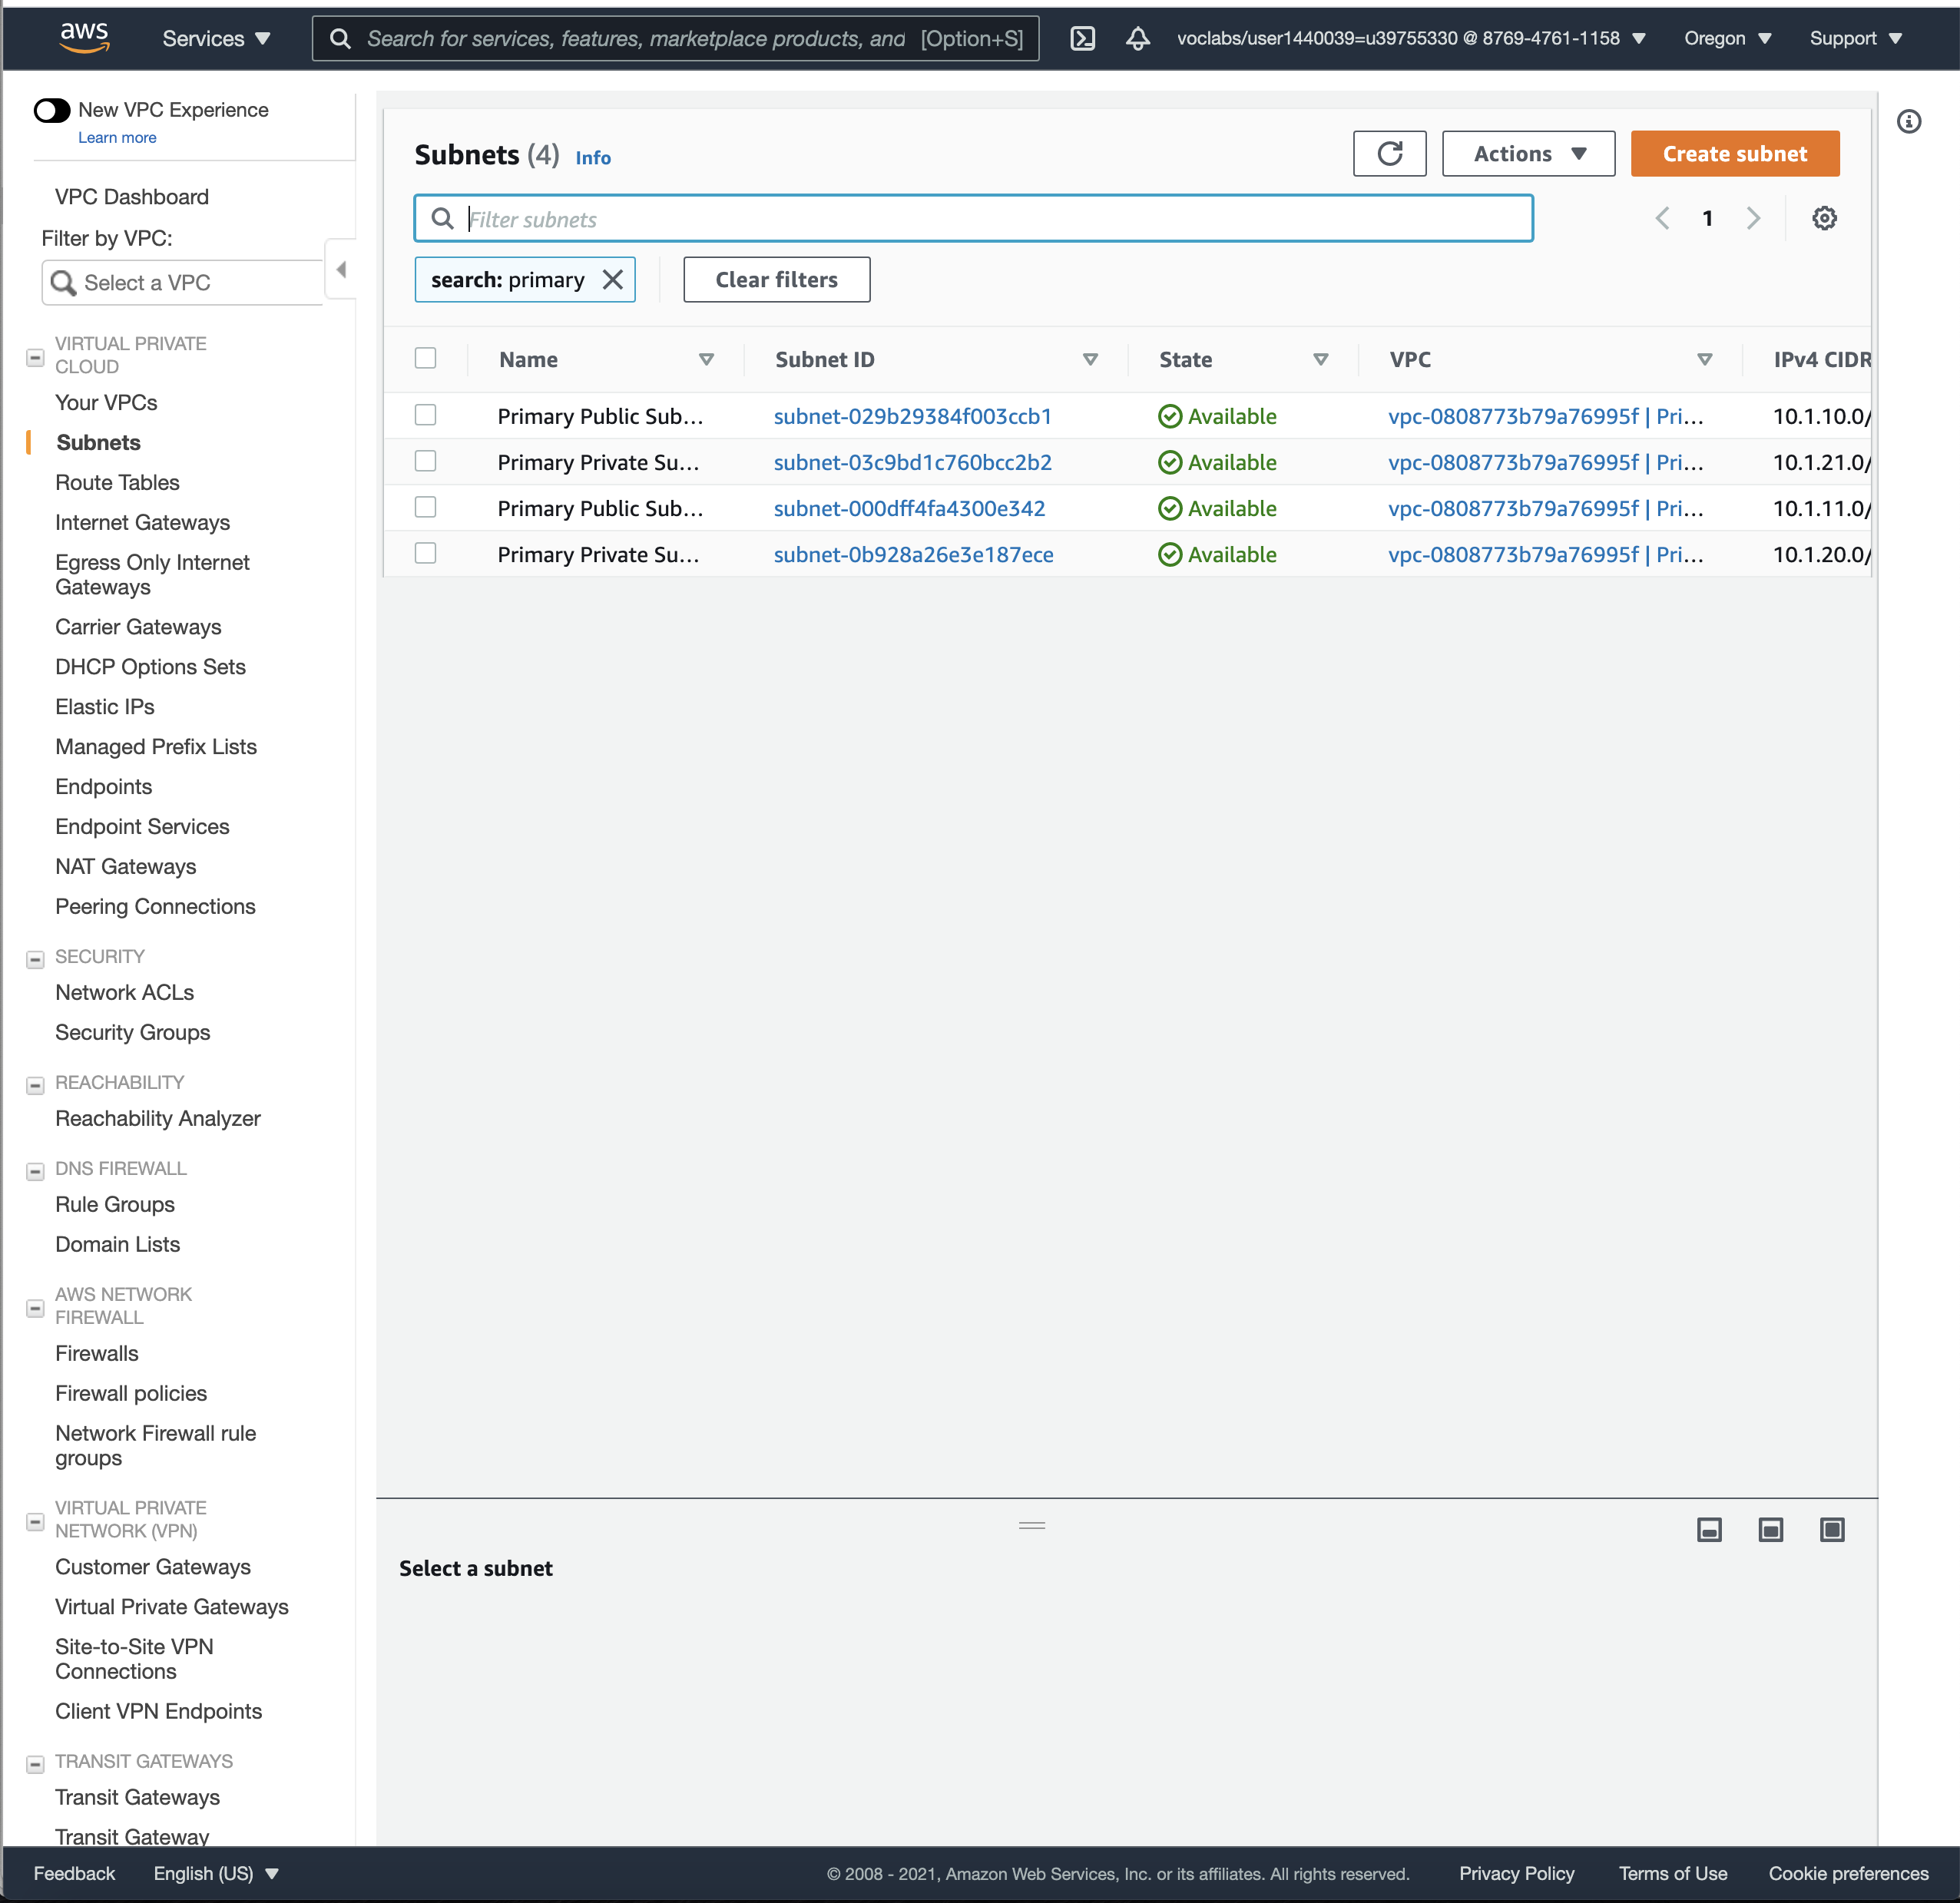 aws
Services
Search for services, features, marketplace products, and [Option+S]
voclabs/user1440039=u39755330 @ 8769-4761-1158
Oregon
Support
New VPC Experience
Learn more
VPC Dashboard
Filter by VPC:
Select a VPC
VIRTUAL PRIVATE
CLOUD
Your VPCs
Subnets
Route Tables
Internet Gateways
Egress Only Internet
Gateways
Carrier Gateways
DHCP Options Sets
Elastic IPs
Managed Prefix Lists
Endpoints
Endpoint Services
NAT Gateways
Peering Connections
SECURITY
Network ACLs
Security Groups
REACHABILITY
Reachability Analyzer
DNS FIREWALL
Rule Groups
Domain Lists
AWS NETWORK
FIREWALL
Firewalls
Firewall policies
Network Firewall rule
groups
VIRTUAL PRIVATE
NETWORK (VPN)
Customer Gateways
Virtual Private Gateways
Site-to-Site VPN
Connections
Client VPN Endpoints
TRANSIT GATEWAYS
Transit Gateways
Transit Gateway
Subnets (4) Info
Actions
Create subnet
Filter subnets
1
search: primary
Clear filters
Name Subnet ID State VPC IPv4 CIDR
Primary Public Sub... subnet-029b29384f003ccb1 Available vpc-0808773b79a76995f | Pri... 10.1.10.0/
Primary Private Su... subnet-03c9bd1c760bcc2b2 Available vpc-0808773b79a76995f | Pri... 10.1.21.0/
Primary Public Sub... subnet-000dff4fa4300e342 Available vpc-0808773b79a76995f | Pri... 10.1.11.0/
Primary Private Su... subnet-0b928a26e3e187ece Available vpc-0808773b79a76995f | Pri... 10.1.20.0/
Select a subnet
Feedback
English (US)
© 2008 - 2021, Amazon Web Services, Inc. or its affiliates. All rights reserved.
Privacy Policy
Terms of Use
Cookie preferences